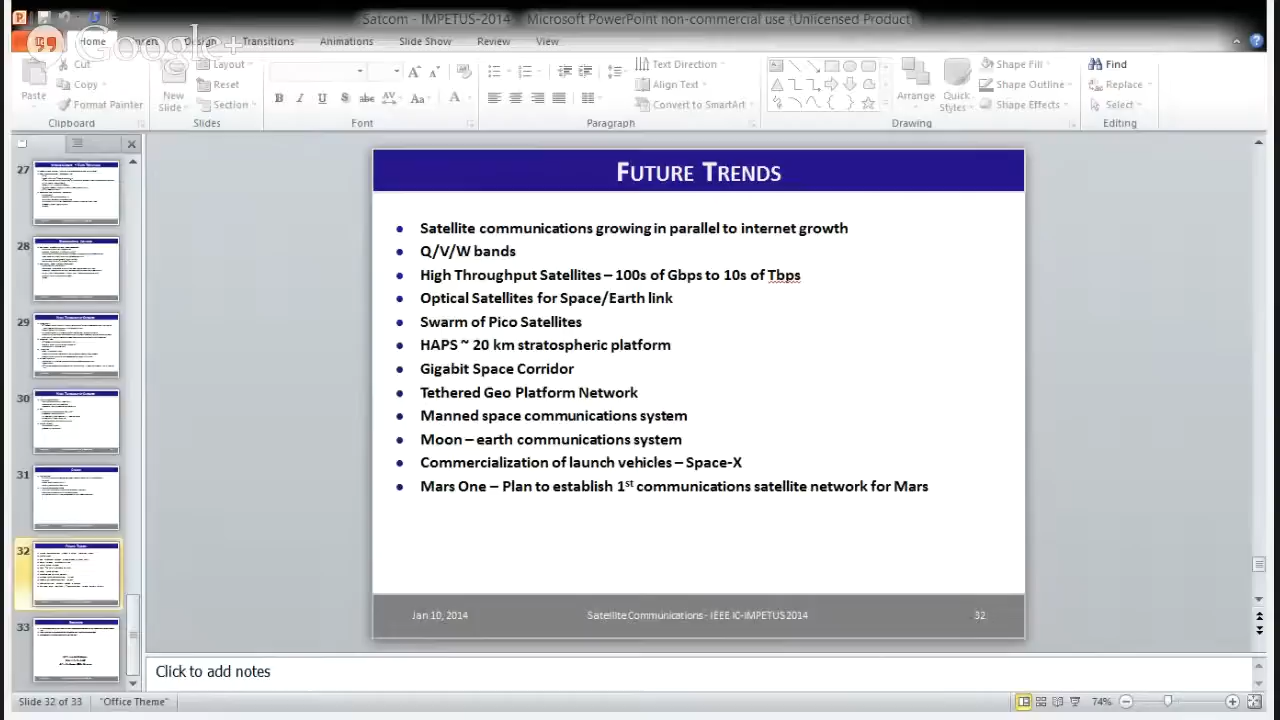 Satcom - IMPETUS-2014 - Microsoft PowerPoint non-commercial use (Unlicensed Product)
Google+
Home Design Transitions Animations Slide Show Review View
Cut Layout Text Direction Shape Fill Find
Copy Reset Align Text Shape Outline Replace
Paste Format Painter New Slide Section Convert to SmartArt Arrange Quick Styles Shape Effects Select
Clipboard Slides Font Paragraph Drawing Editing
27
28
29
30
31
32
33
FUTURE TRENDS
• Satellite communications growing in parallel to internet growth
• Q/V/W bands
• High Throughput Satellites – 100s of Gbps to 10s of Tbps
• Optical Satellites for Space/Earth link
• Swarm of Pico Satellites
• HAPS ~ 20 km stratospheric platform
• Gigabit Space Corridor
• Tethered Geo Platform Network
• Manned space communications system
• Moon – earth communications system
• Commercialization of launch vehicles – Space-X
• Mars Orbit Plan to establish 1st communications satellite network for Mars
Jan 10, 2014 Satellite Communications - IEEE IC-IMPETUS 2014 32
Click to add notes
Slide 32 of 33 "Office Theme" 74%